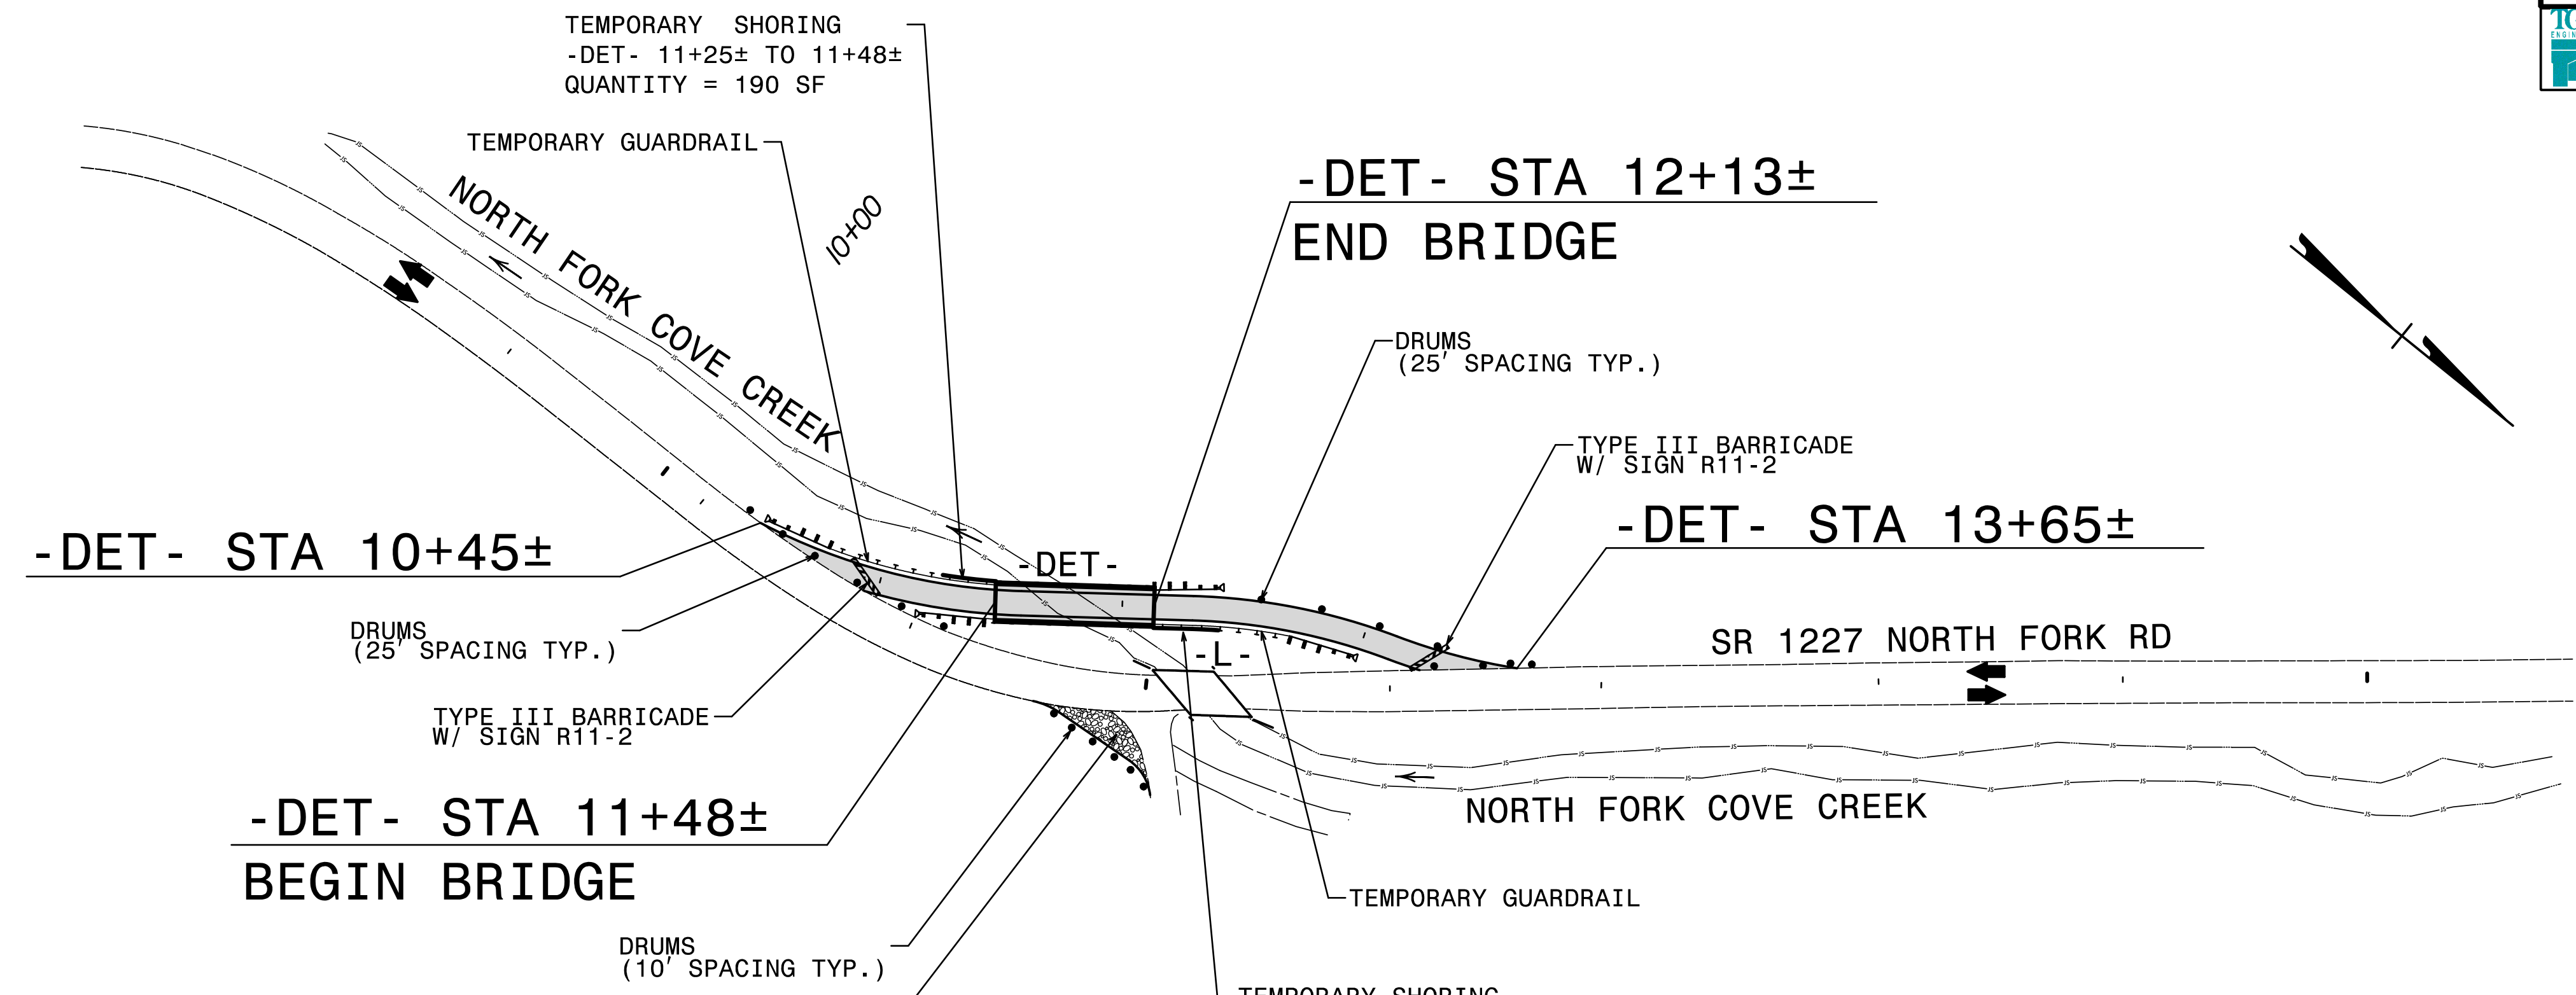 TEMPORARY SHORING
-DET- 11+25± TO 11+48±
QUANTITY = 190 SF
TEMPORARY GUARDRAIL
10+00
NORTH FORK COVE CREEK
-DET- STA 12+13±
END BRIDGE
DRUMS
(25' SPACING TYP.)
TYPE III BARRICADE
W/ SIGN R11-2
-DET- STA 13+65±
-DET- STA 10+45±
-DET-
SR 1227 NORTH FORK RD
-L-
DRUMS
(25' SPACING TYP.)
TYPE III BARRICADE
W/ SIGN R11-2
-DET- STA 11+48±
BEGIN BRIDGE
NORTH FORK COVE CREEK
TEMPORARY GUARDRAIL
DRUMS
(10' SPACING TYP.)
TEMPORARY SHORING